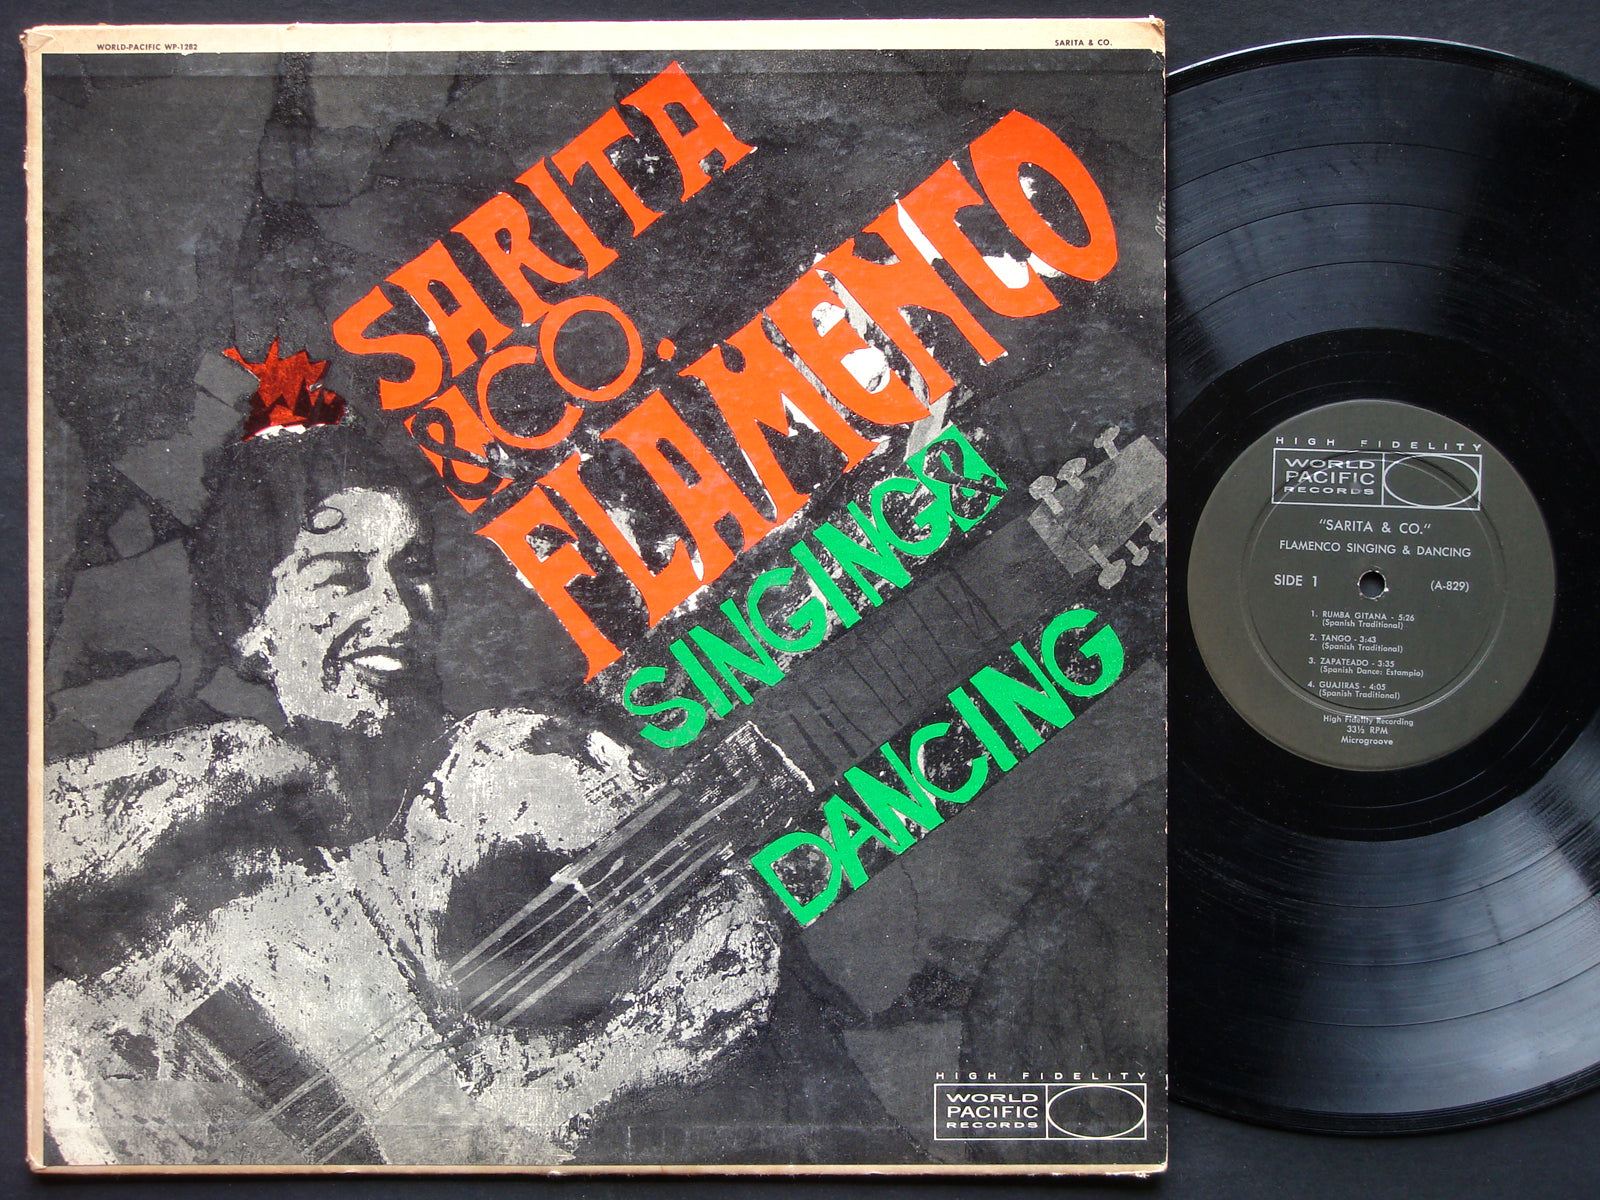 WORLD-PACIFIC WP-1282
SARITA & CO.
SARITA
& CO.
FLAMENCO
SINGING &
DANCING
HIGH FIDELITY
WORLD
PACIFIC
RECORDS
HIGH FIDELITY
WORLD
PACIFIC
RECORDS
"SARITA & CO."
FLAMENCO SINGING & DANCING
SIDE 1
(A-829)
1. RUMBA GITANA - 5:26
(Spanish Traditional)
2. TANGO - 3:43
(Spanish Traditional)
3. ZAPATEADO - 3:35
(Spanish Dance: Estampio)
4. GUAJIRAS - 4:05
(Spanish Traditional)
High Fidelity Recording
33⅓ RPM
Microgroove